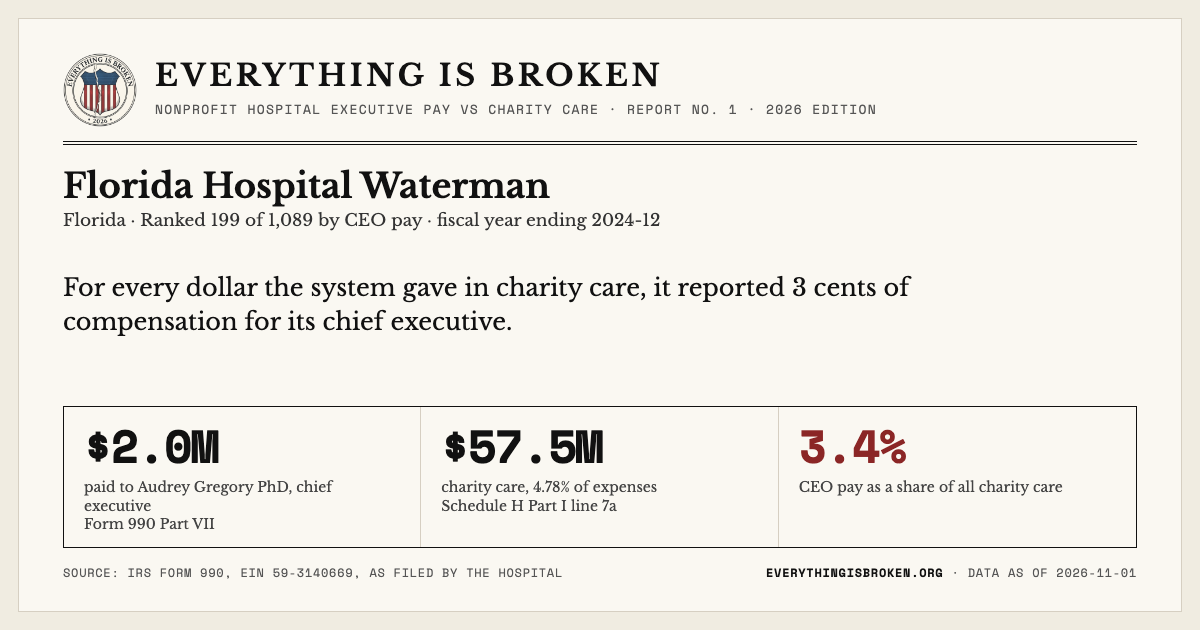 EVERYTHING IS BROKEN
2026
EVERYTHING IS BROKEN
NONPROFIT HOSPITAL EXECUTIVE PAY VS CHARITY CARE · REPORT NO. 1 · 2026 EDITION
Florida Hospital Waterman
Florida · Ranked 199 of 1,089 by CEO pay · fiscal year ending 2024-12
For every dollar the system gave in charity care, it reported 3 cents of
compensation for its chief executive.
$2.0M
paid to Audrey Gregory PhD, chief
executive
Form 990 Part VII
$57.5M
charity care, 4.78% of expenses
Schedule H Part I line 7a
3.4%
CEO pay as a share of all charity care
SOURCE: IRS FORM 990, EIN 59-3140669, AS FILED BY THE HOSPITAL
EVERYTHINGISBROKEN.ORG · DATA AS OF 2026-11-01